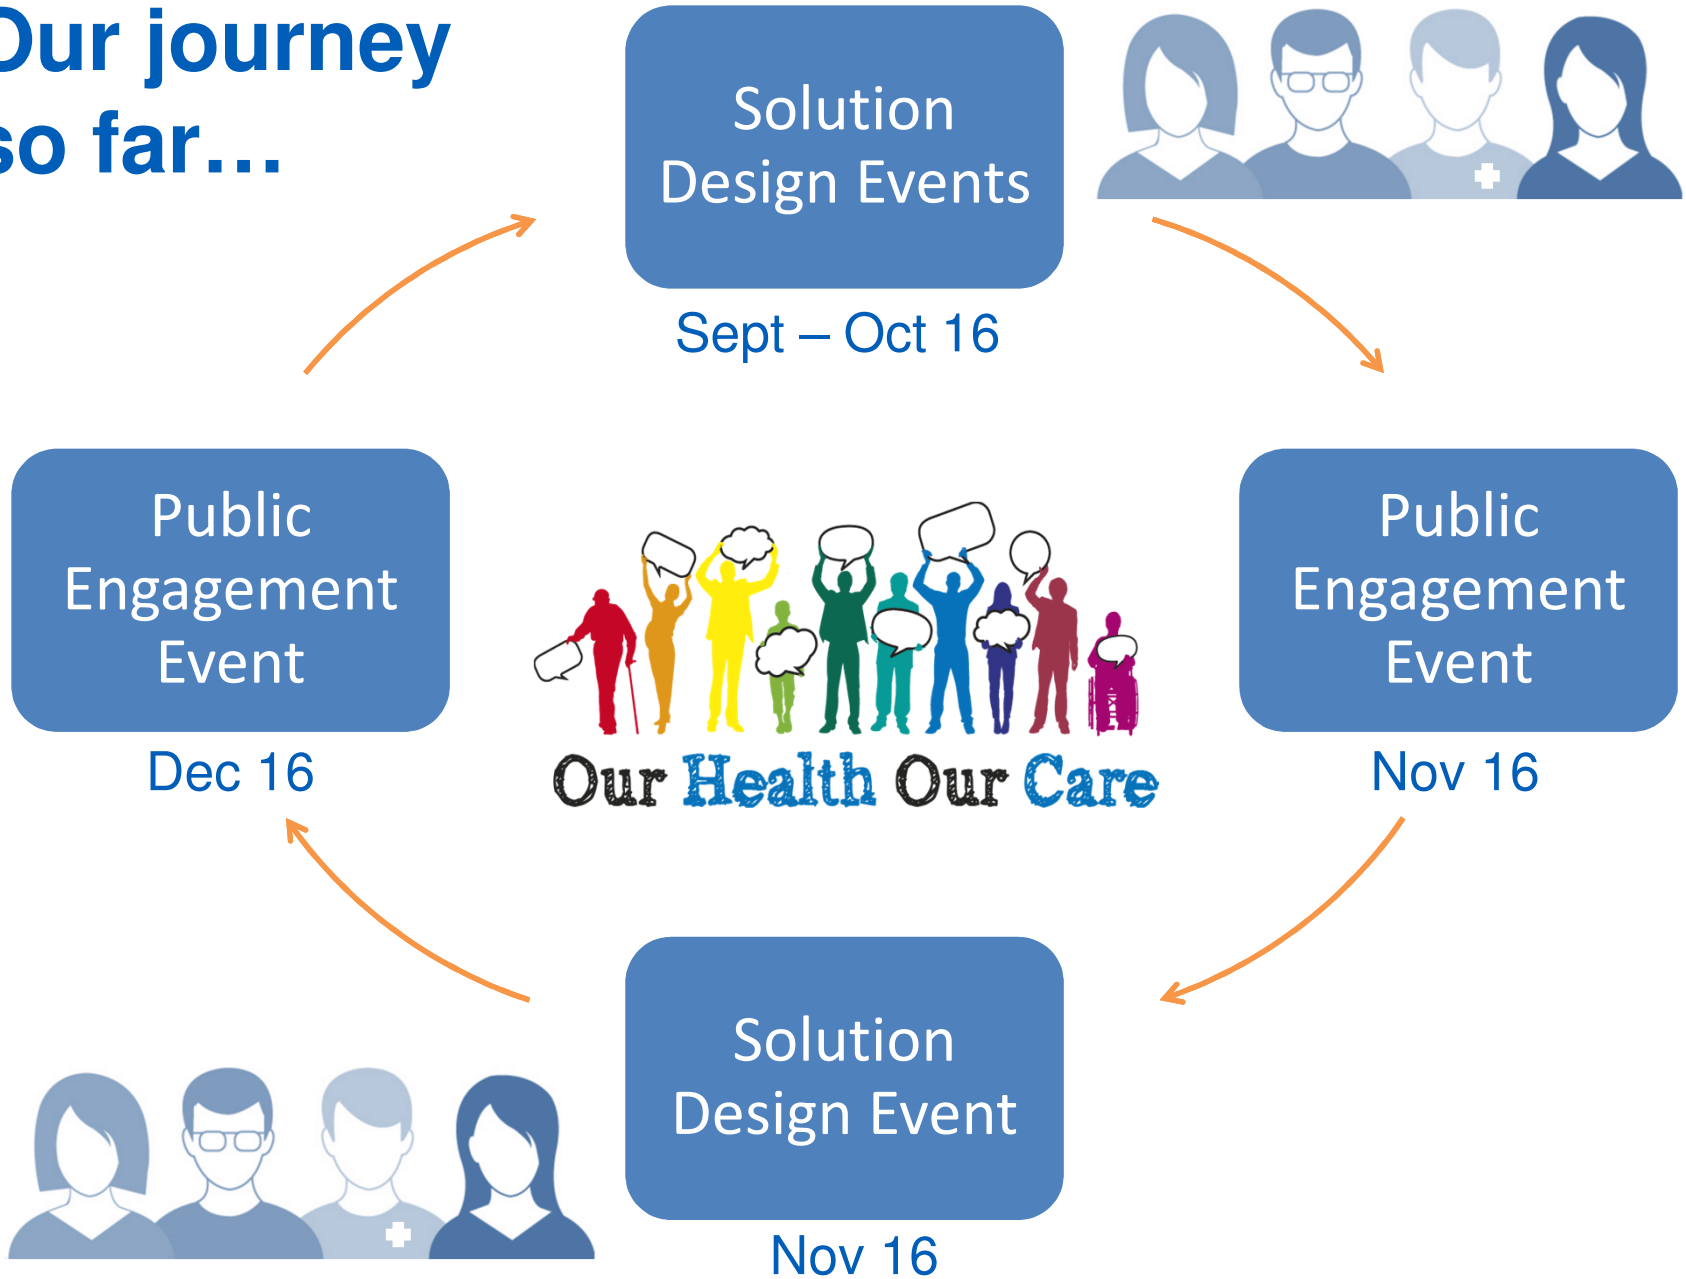 Our journey
so far...
Solution
Design Events
Sept – Oct 16
Public
Engagement
Event
Nov 16
Solution
Design Event
Nov 16
Public
Engagement
Event
Dec 16
Our Health Our Care